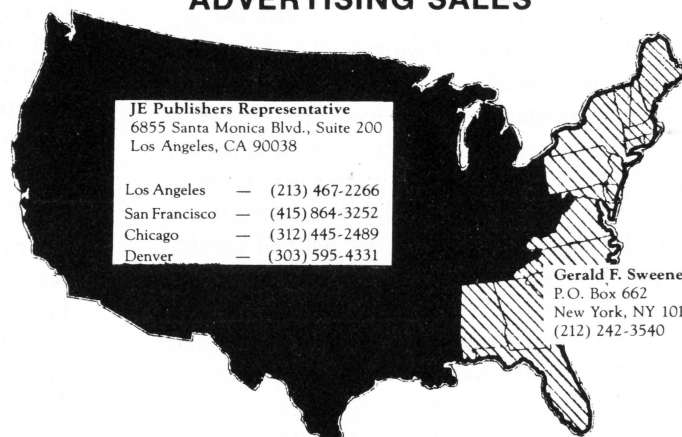 ADVERTISING SALES
JE Publishers Representative
6855 Santa Monica Blvd., Suite 200
Los Angeles, CA 90038
Los Angeles — (213) 467-2266
San Francisco — (415) 864-3252
Chicago — (312) 445-2489
Denver — (303) 595-4331
Gerald F.
P.O. Box 662
New York, NY
(212) 242-3540